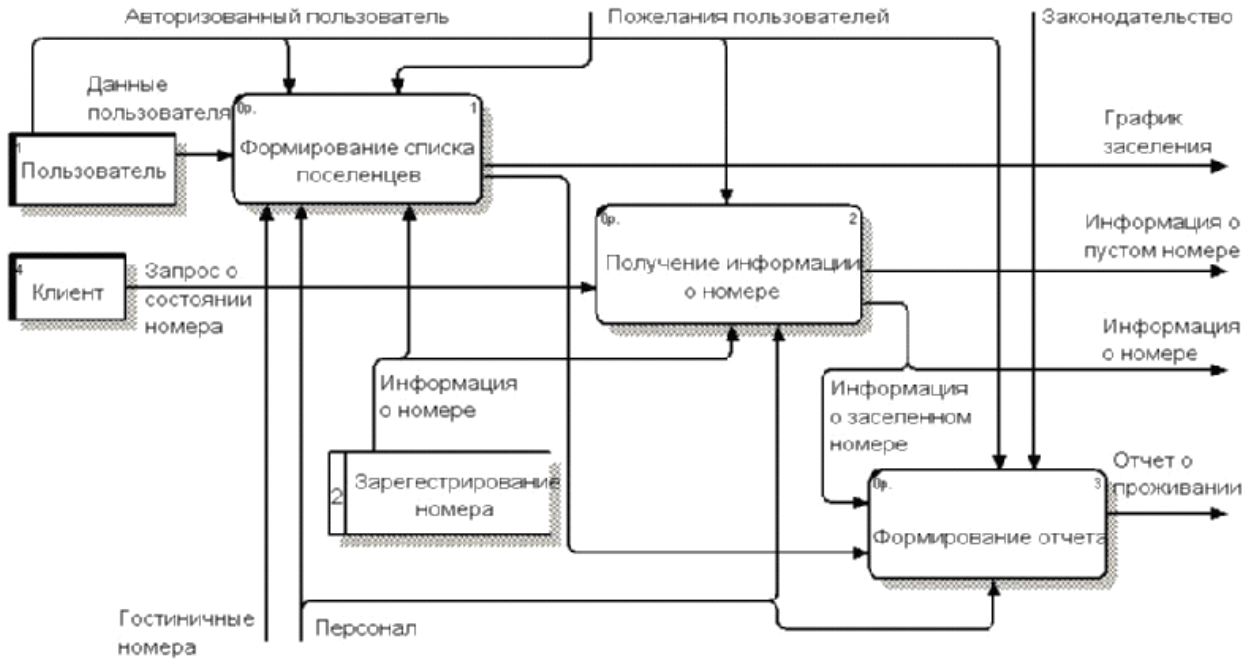 Авторизованный пользователь
Пожелания пользователей
Законодательство
Данные
пользователя
0р.
1
Формирование списка
поселенцев
1
Пользователь
График
заселения
0р.
2
Получение информации
о номере
Информация о
пустом номере
4
Клиент
Запрос о
состоянии
номера
Информация
о номере
Информация
о номере
Информация
о заселенном
номере
2
Зарегестрирование
номера
0р.
3
Формирование отчета
Отчет о
проживании
Гостиничные
номера
Персонал